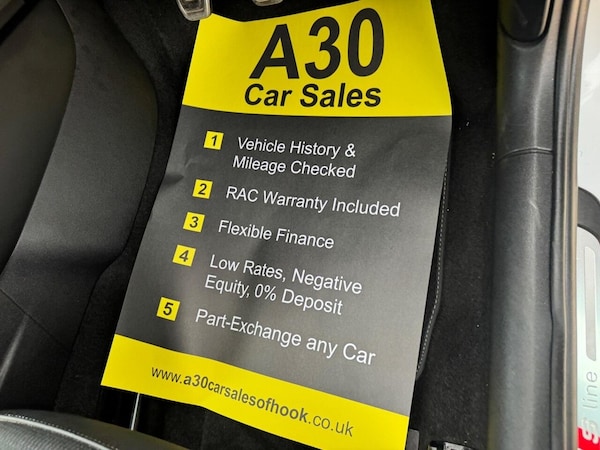 A30
Car Sales
1 Vehicle History &
Mileage Checked
2 RAC Warranty Included
3 Flexible Finance
4 Low Rates, Negative
Equity, 0% Deposit
5 Part-Exchange any Car
www.a30carsalesofhook.co.uk
s line